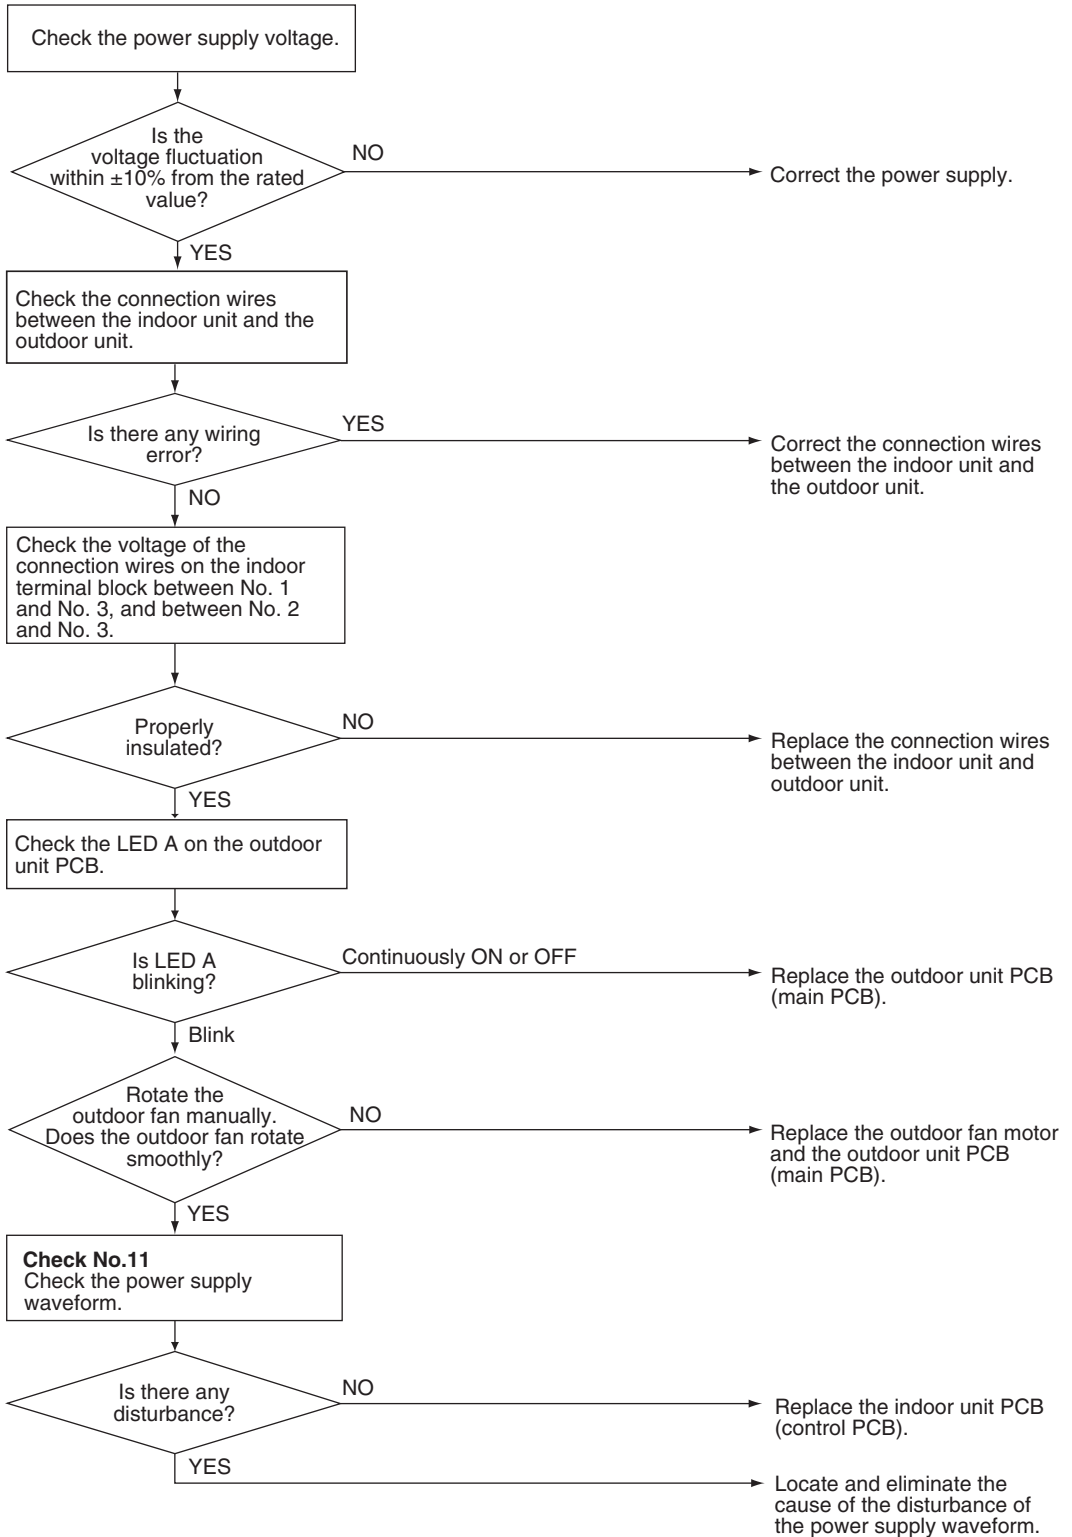 Check the power supply voltage.
Is the
voltage fluctuation
within ±10% from the rated
value?
NO
Correct the power supply.
YES
Check the connection wires
between the indoor unit and the
outdoor unit.
Is there any wiring
error?
YES
Correct the connection wires
between the indoor unit and
the outdoor unit.
NO
Check the voltage of the
connection wires on the indoor
terminal block between No. 1
and No. 3, and between No. 2
and No. 3.
Properly
insulated?
NO
Replace the connection wires
between the indoor unit and
outdoor unit.
YES
Check the LED A on the outdoor
unit PCB.
Is LED A
blinking?
Continuously ON or OFF
Replace the outdoor unit PCB
(main PCB).
Blink
Rotate the
outdoor fan manually.
Does the outdoor fan rotate
smoothly?
NO
Replace the outdoor fan motor
and the outdoor unit PCB
(main PCB).
YES
Check No.11
Check the power supply
waveform.
Is there any
disturbance?
NO
Replace the indoor unit PCB
(control PCB).
YES
Locate and eliminate the
cause of the disturbance of
the power supply waveform.